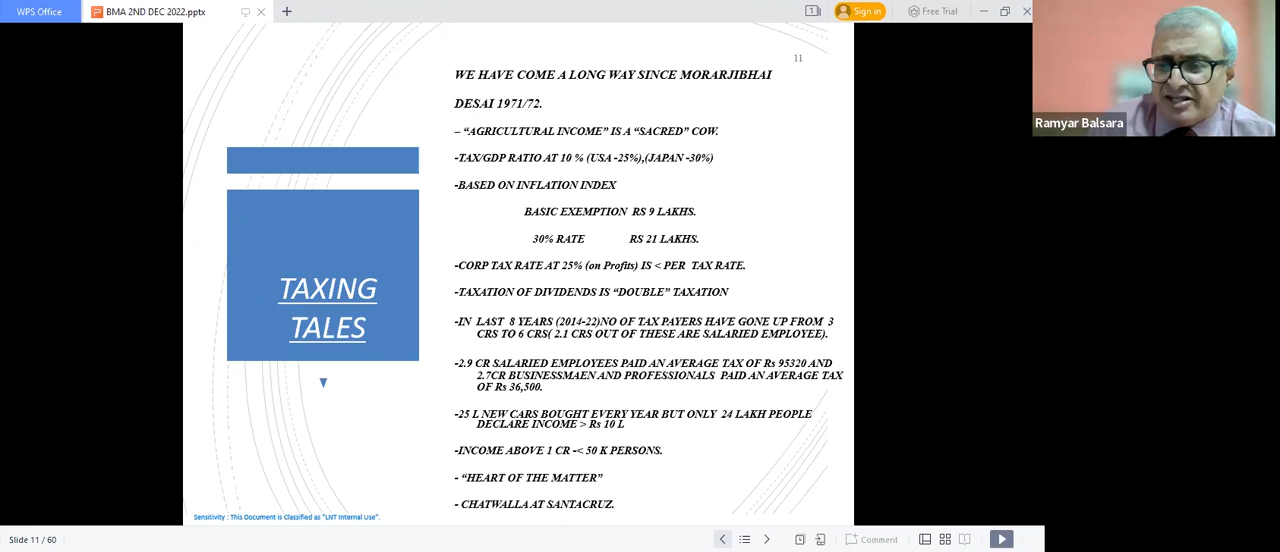 WPS Office
BMA 2ND DEC 2022.pptx
1
Sign in
Free Trial
11
WE HAVE COME A LONG WAY SINCE MORARJIBHAI
DESAI 1971/72.
– “AGRICULTURAL INCOME” IS A “SACRED” COW.
-TAX/GDP RATIO AT 10 % (USA -25%),(JAPAN -30%)
-BASED ON INFLATION INDEX
BASIC EXEMPTION RS 9 LAKHS.
30% RATE RS 21 LAKHS.
-CORP TAX RATE AT 25% (on Profits) IS < PER TAX RATE.
-TAXATION OF DIVIDENDS IS “DOUBLE” TAXATION
-IN LAST 8 YEARS (2014-22)NO OF TAX PAYERS HAVE GONE UP FROM 3
CRS TO 6 CRS( 2.1 CRS OUT OF THESE ARE SALARIED EMPLOYEE).
-2.9 CR SALARIED EMPLOYEES PAID AN AVERAGE TAX OF Rs 95320 AND
2.7CR BUSINESSMAEN AND PROFESSIONALS PAID AN AVERAGE TAX
OF Rs 36,500.
-25 L NEW CARS BOUGHT EVERY YEAR BUT ONLY 24 LAKH PEOPLE
DECLARE INCOME > Rs 10 L
-INCOME ABOVE 1 CR -< 50 K PERSONS.
- “HEART OF THE MATTER”
- CHATWALLA AT SANTACRUZ.
TAXING
TALES
Sensitivity : This Document is Classified as "LNT Internal Use".
Slide 11 / 60
Comment
Ramyar Balsara